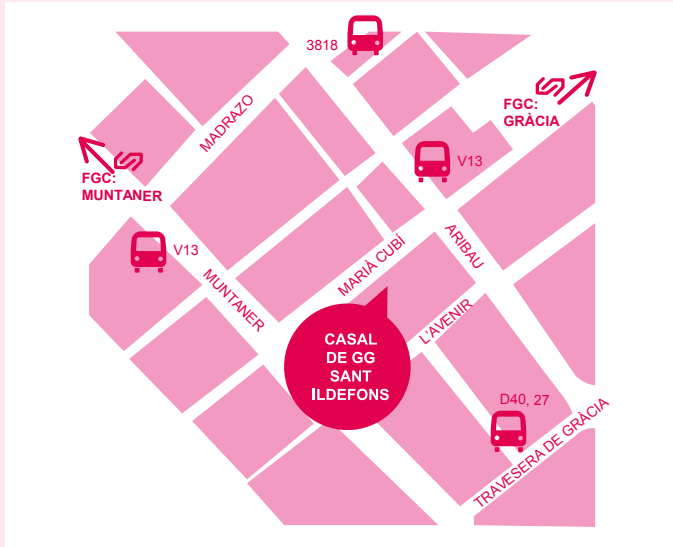 3818
MADRAZO
FGC:
GRÀCIA
FGC:
MUNTANER
V13
V13
MUNTANER
MARIÀ CUBÍ
ARIBAU
L'AVENIR
CASAL
DE GG
SANT
ILDEFONS
D40, 27
TRAVESERA DE GRÀCIA